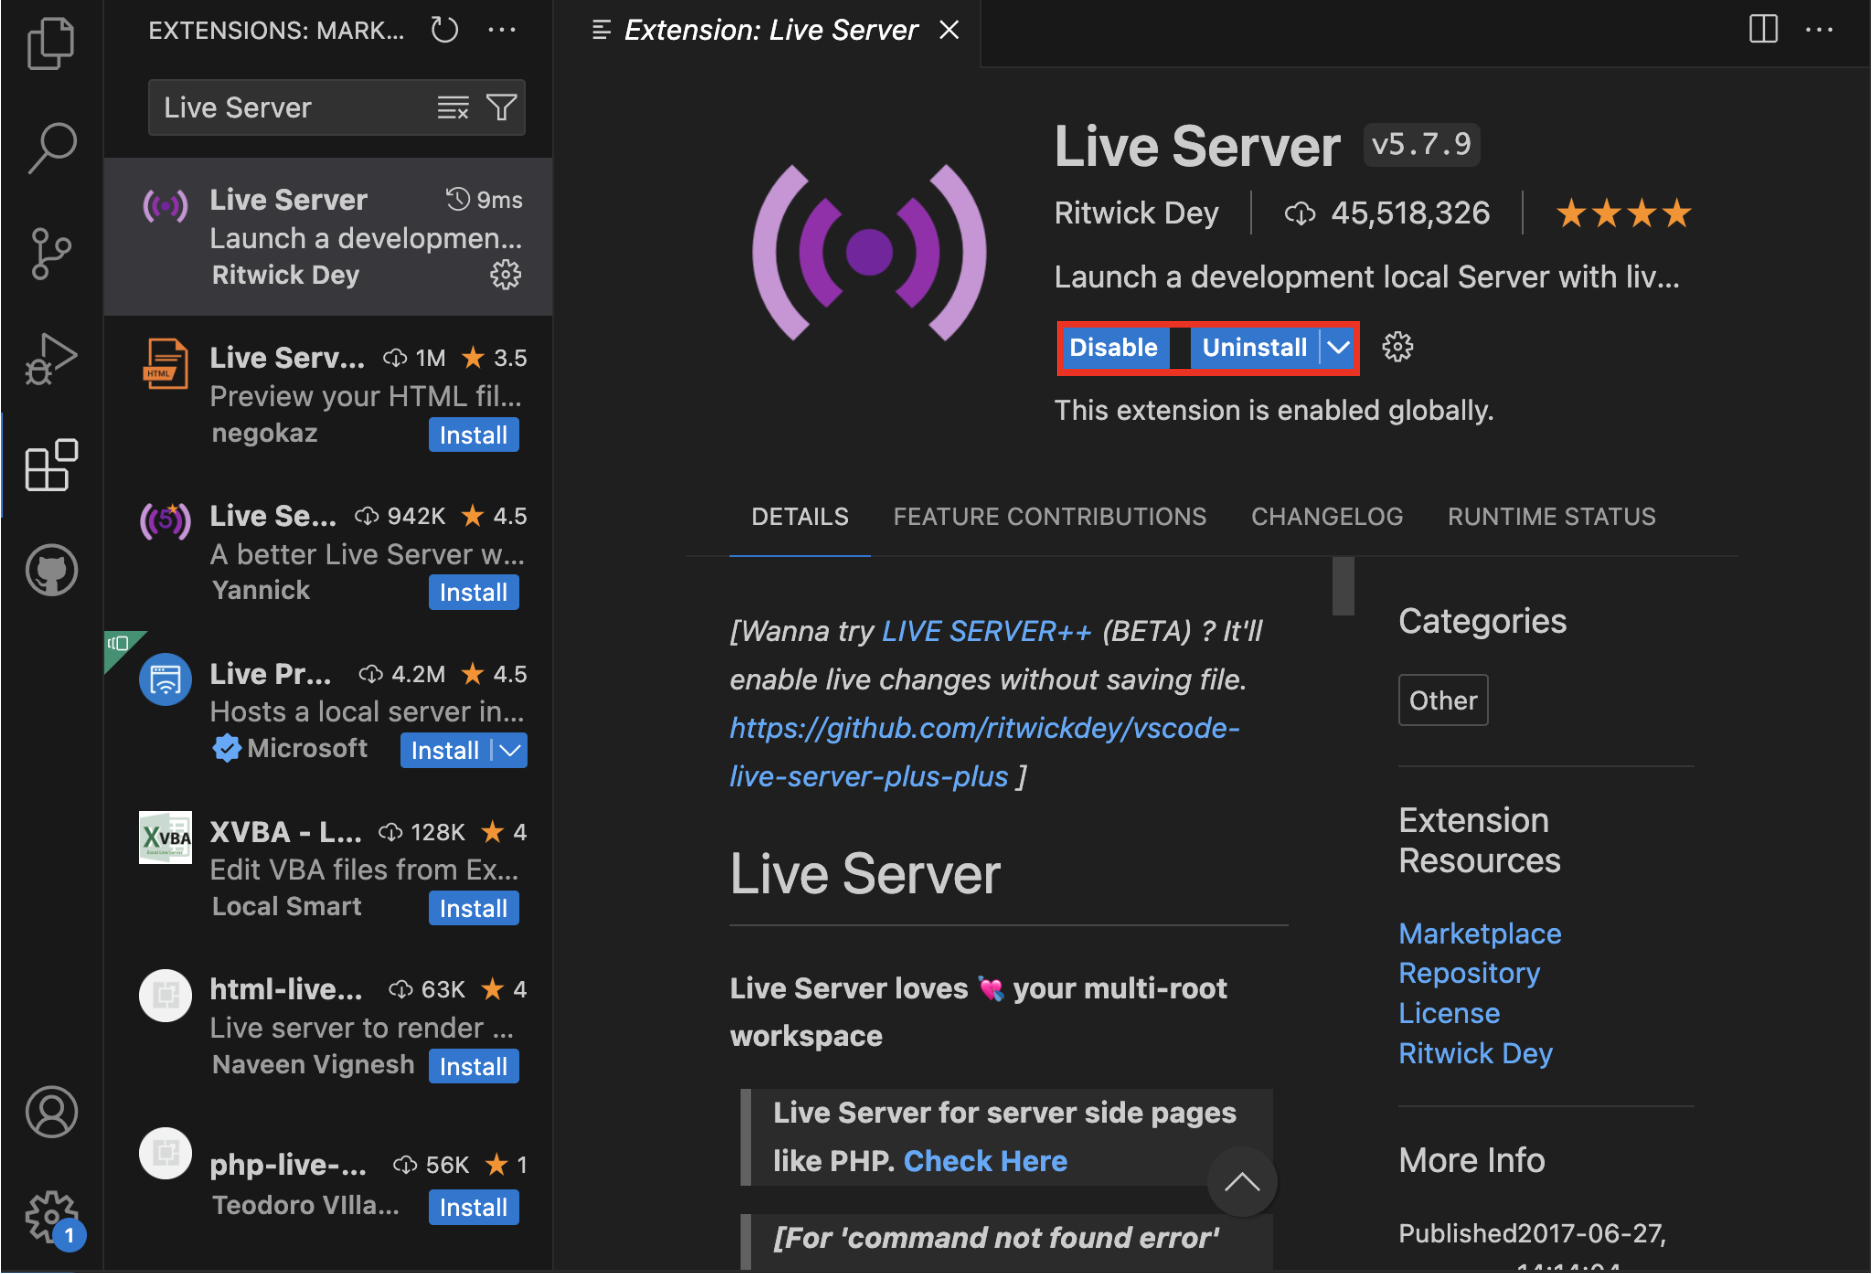 EXTENSIONS: MARK...
Live Server
Live Server 9ms
Launch a developmen...
Ritwick Dey
HTML
Live Serv... 1M 3.5
Preview your HTML fil...
negokaz Install
5
Live Se... 942K 4.5
A better Live Server w...
Yannick Install
Live Pr... 4.2M 4.5
Hosts a local server in...
Microsoft Install
XVBA
XVBA - L... 128K 4
Edit VBA files from Ex...
Local Smart Install
html-live... 63K 4
Live server to render ...
Naveen Vignesh Install
php-live-... 56K 1
Teodoro VIlla... Install
1
Extension: Live Server
Live Server v5.7.9
Ritwick Dey 45,518,326
Launch a development local Server with liv...
Disable Uninstall
This extension is enabled globally.
DETAILS FEATURE CONTRIBUTIONS CHANGELOG RUNTIME STATUS
[Wanna try LIVE SERVER++ (BETA) ? It'll
enable live changes without saving file.
https://github.com/ritwickdey/vscode-
live-server-plus-plus ]
Live Server
Live Server loves 💘 your multi-root
workspace
Live Server for server side pages
like PHP. Check Here
[For 'command not found error'
Categories
Other
Extension
Resources
Marketplace
Repository
License
Ritwick Dey
More Info
Published2017-06-27,